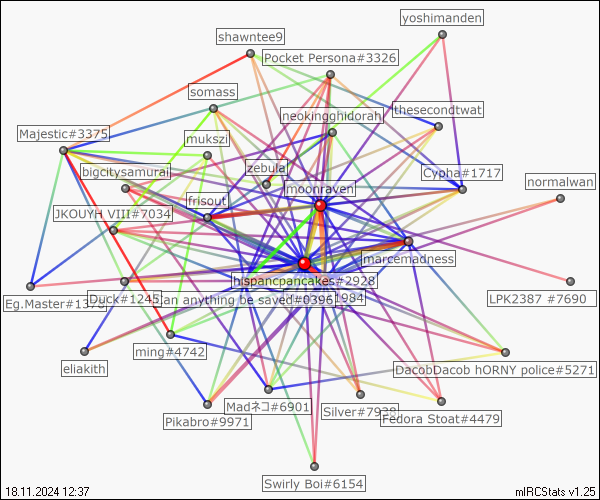 yoshimanden
shawntee9
Pocket Persona#3326
somass
neokingghidorah
thesecondtwat
Majestic#3375
mukszi
bigcitysamurai
zebula
Cypha#1717
normalwan
moonraven
frisout
JKOUYH VIII#7034
marcemadness
hispancpancakes#2928
Eg.Master#1376
Duck#1245
an anything be saved#0396
1984
LPK2387 #7690
ming#4742
eliakith
DacobDacob hORNY police#5271
Madネコ#6901
Silver#7938
Pikabro#9971
Fedora Stoat#4479
Swirly Boi#6154
18.11.2024 12:37
mIRCStats v1.25